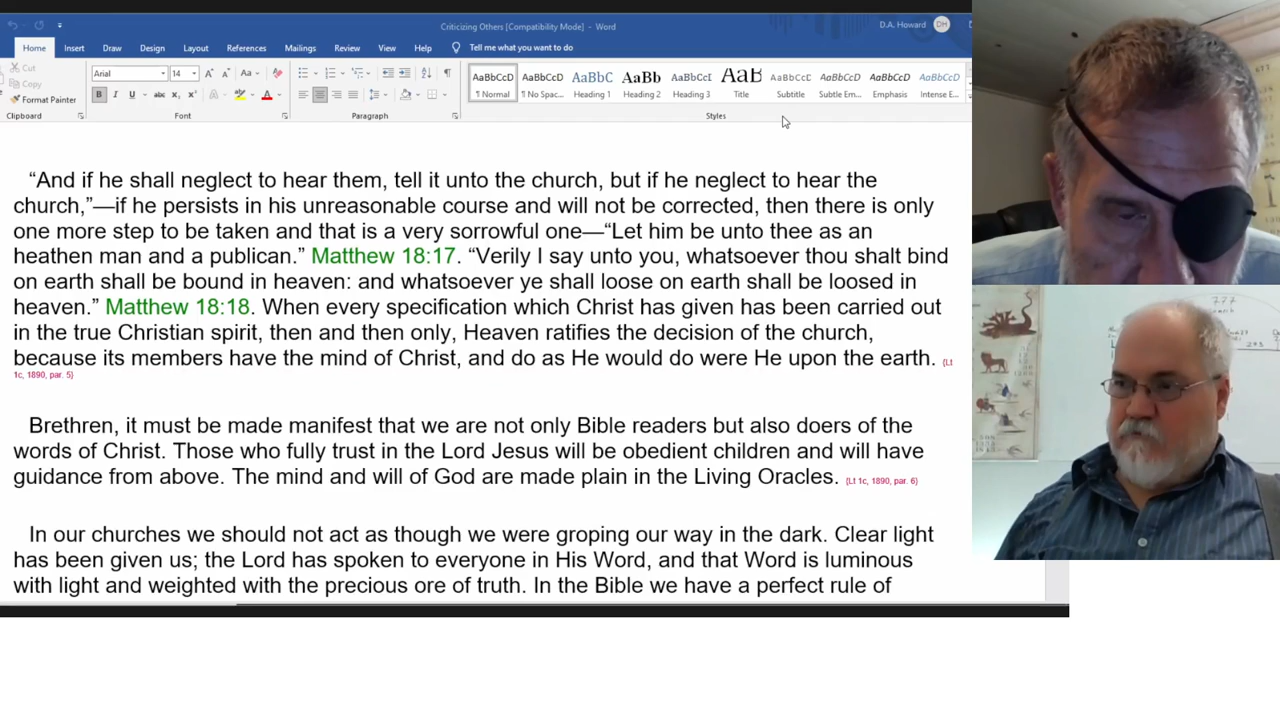 Criticizing Others [Compatibility Mode] - Word
D.A. Howard DH
Home Insert Draw Design Layout References Mailings Review View Help Tell me what you want to do
Cut
Copy
Format Painter
Arial 14
AaBbCcD AaBbCcD AaBbC AaBb AaBbCcI AaB AaBbCcD AaBbCcD AaBbCcD AaBbCcD
¶ Normal ¶ No Spac... Heading 1 Heading 2 Heading 3 Title Subtitle Subtle Em... Emphasis Intense E...
Clipboard Font Paragraph Styles
“And if he shall neglect to hear them, tell it unto the church, but if he neglect to hear the
church,”—if he persists in his unreasonable course and will not be corrected, then there is only
one more step to be taken and that is a very sorrowful one—“Let him be unto thee as an
heathen man and a publican.” Matthew 18:17. “Verily I say unto you, whatsoever thou shalt bind
on earth shall be bound in heaven: and whatsoever ye shall loose on earth shall be loosed in
heaven.” Matthew 18:18. When every specification which Christ has given has been carried out
in the true Christian spirit, then and then only, Heaven ratifies the decision of the church,
because its members have the mind of Christ, and do as He would do were He upon the earth. {Lt
1c, 1890, par. 5}
Brethren, it must be made manifest that we are not only Bible readers but also doers of the
words of Christ. Those who fully trust in the Lord Jesus will be obedient children and will have
guidance from above. The mind and will of God are made plain in the Living Oracles. {Lt 1c, 1890, par. 6}
In our churches we should not act as though we were groping our way in the dark. Clear light
has been given us; the Lord has spoken to everyone in His Word, and that Word is luminous
with light and weighted with the precious ore of truth. In the Bible we have a perfect rule of
777